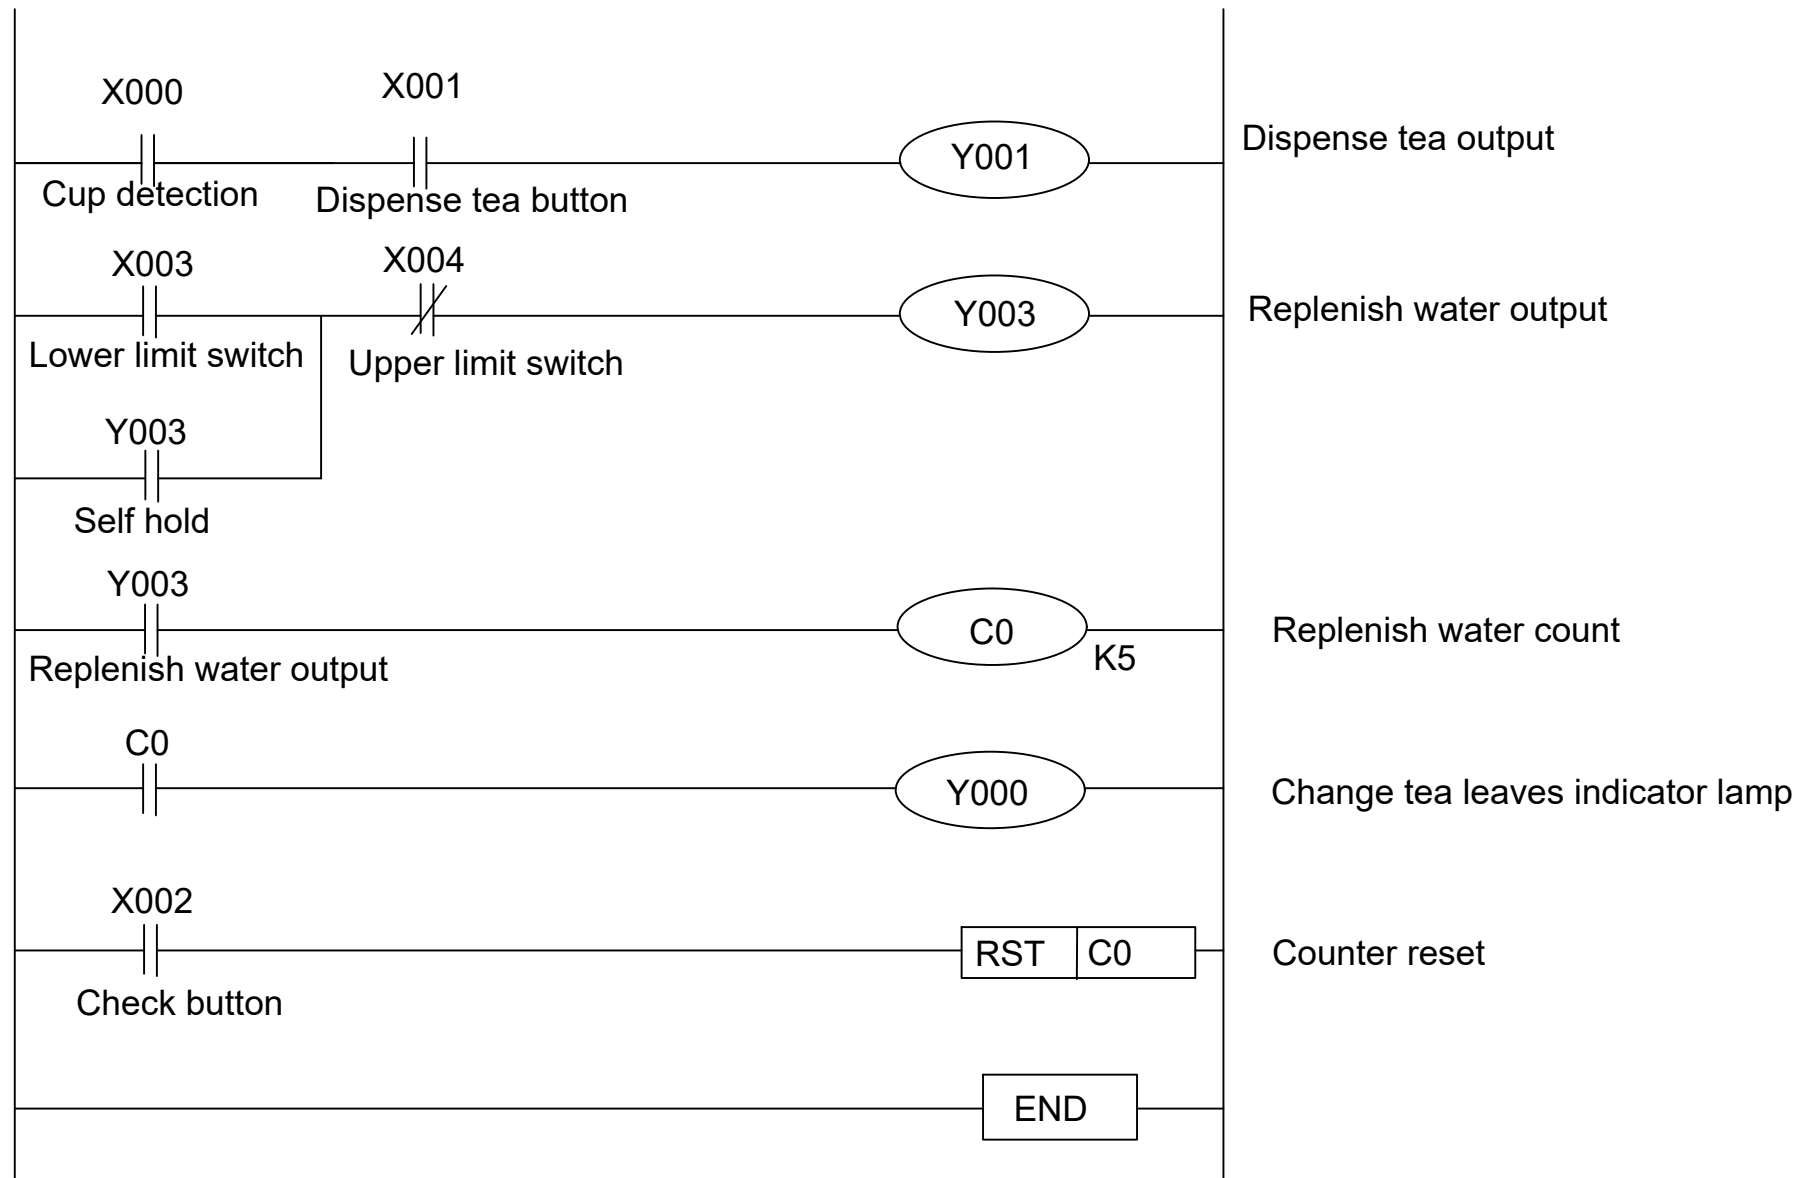 X000
X001
Cup detection
Dispense tea button
Y001
Dispense tea output
X003
X004
Lower limit switch
Upper limit switch
Y003
Replenish water output
Y003
Self hold
Y003
Replenish water output
C0
K5
Replenish water count
C0
Y000
Change tea leaves indicator lamp
X002
Check button
RST
C0
Counter reset
END